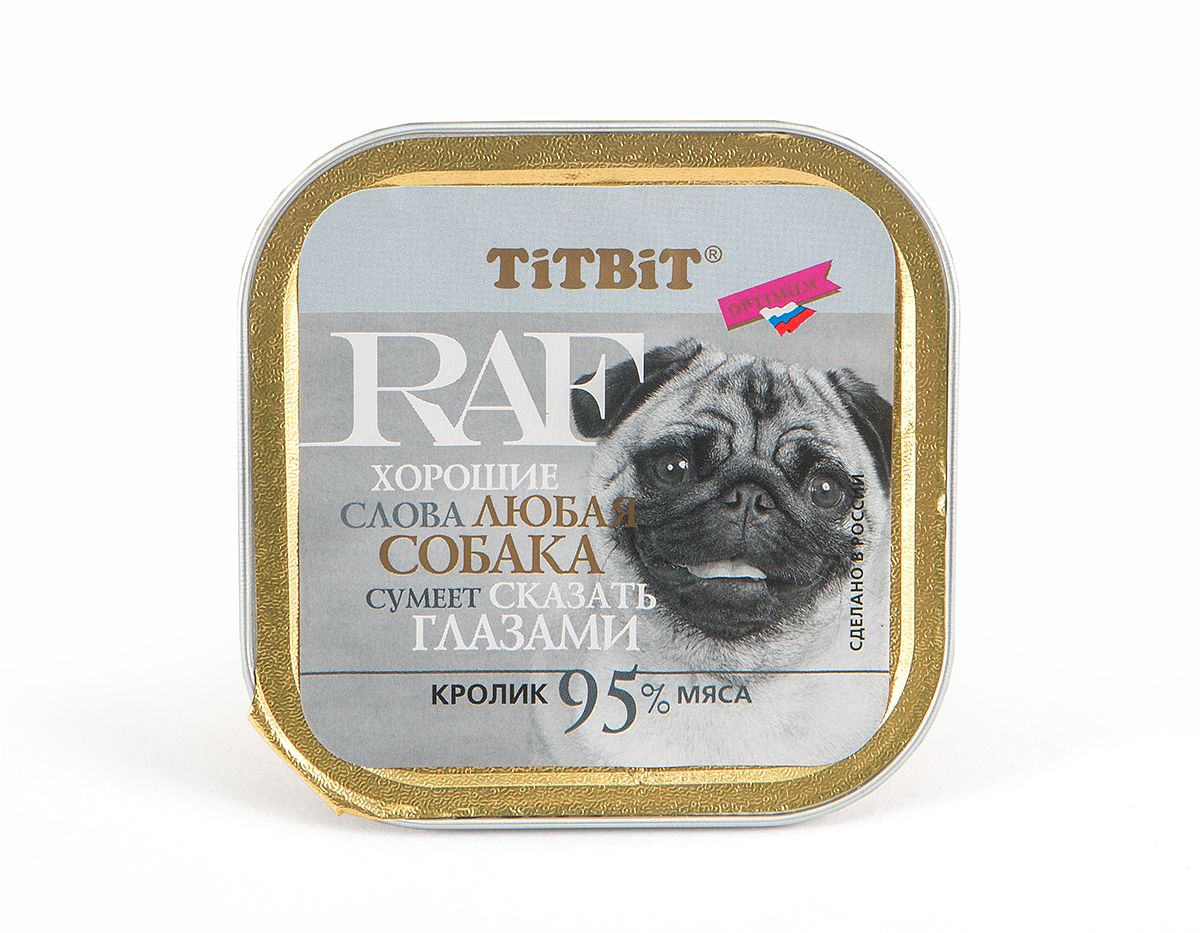 TiTBiT®
OPTIMUM
RAF
ХОРОШИЕ
СЛОВА ЛЮБАЯ
СОБАКА
СУМЕЕТ СКАЗАТЬ
ГЛАЗАМИ
СДЕЛАНО В РОССИИ
КРОЛИК 95% МЯСА